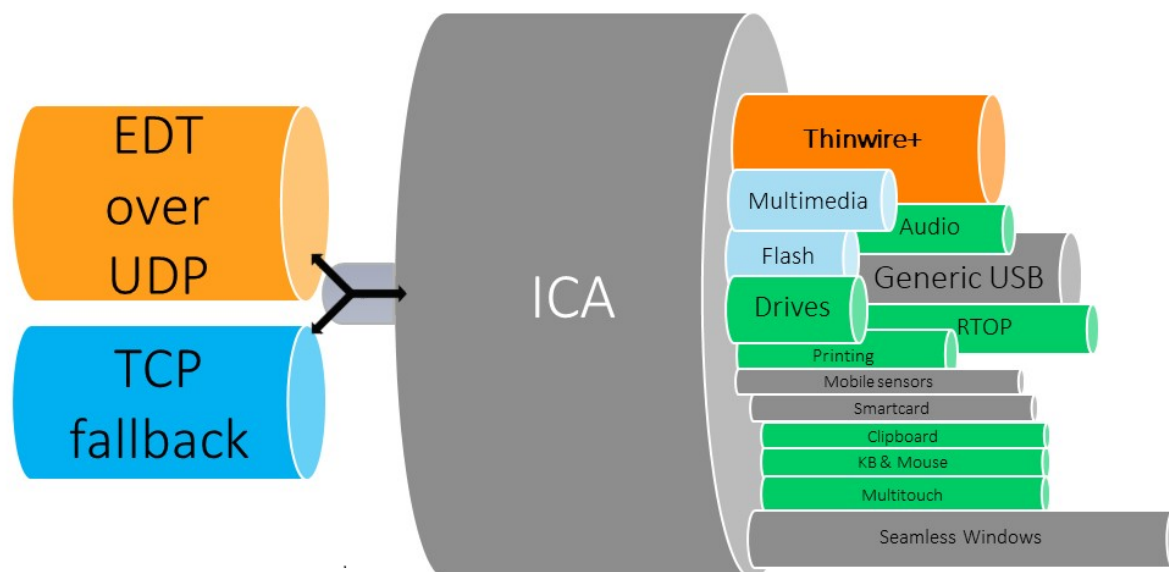 EDT
over
UDP
TCP
fallback
ICA
Thinwire+
Multimedia
Audio
Flash
Generic USB
Drives
RTOP
Printing
Mobile sensors
Smartcard
Clipboard
KB & Mouse
Multitouch
Seamless Windows